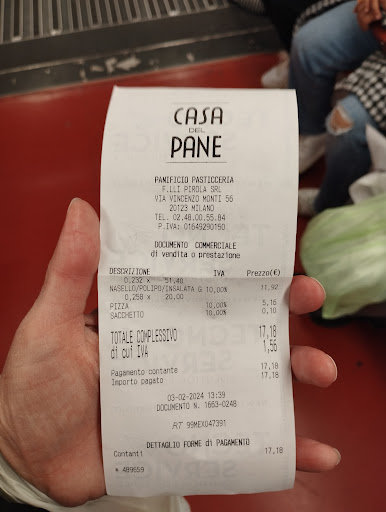 CASA
DEL
PANE
PANIFICIO PASTICCERIA
F.LLI PIROLA SRL
VIA VINCENZO MONTI 56
20123 MILANO
TEL. 02.48.00.55.84
P.IVA: 01649290150
DOCUMENTO COMMERCIALE
di vendita o prestazione
DESCRIZIONE IVA Prezzo(€)
0,232 x 51,40
NASELLO/POLIPO/INSALATA G 10,00% 11,92
0,258 x 20,00
PIZZA 10,00% 5,16
SACCHETTO 10,00% 0,10
TOTALE COMPLESSIVO 17,18
di cui IVA 1,56
Pagamento contante 17,18
Importo pagato 17,18
03-02-2024 13:39
DOCUMENTO N. 1663-0248
RT 99MEX047391
DETTAGLIO FORME di PAGAMENTO
Contanti 17,18
* 489659